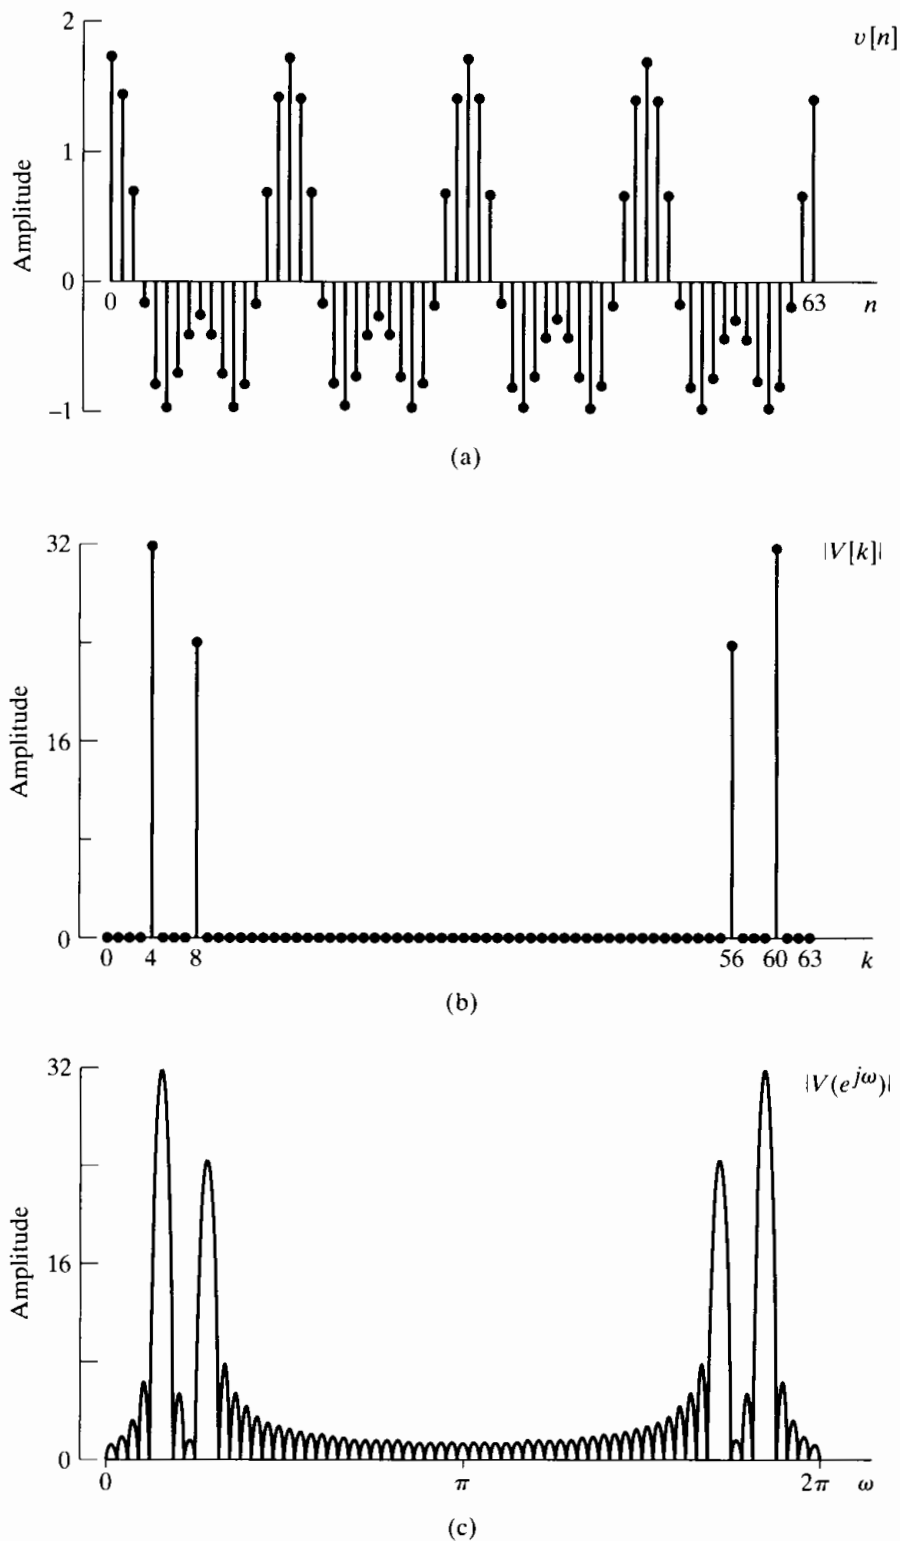 2
v[n]
1
Amplitude
0
0
63
n
–1
(a)
32
|V[k]|
16
Amplitude
0
0 4 8 56 60 63 k
(b)
32
|V(e^{jω})|
16
Amplitude
0
0 π 2π ω
(c)